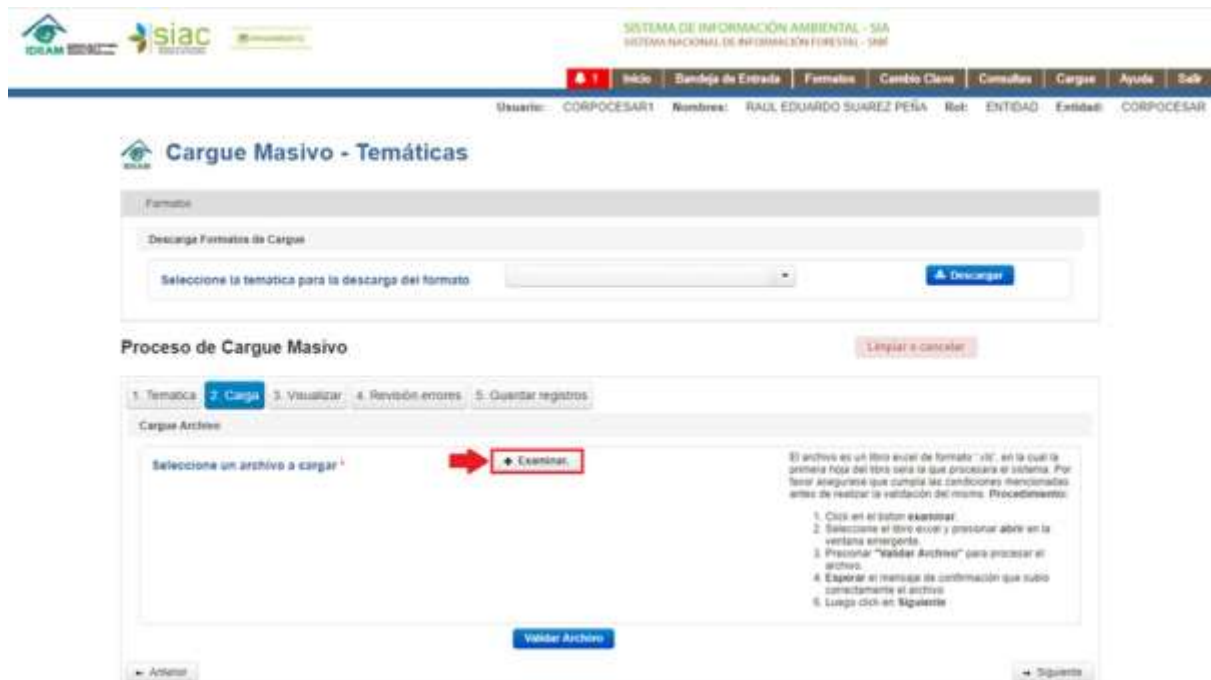 IDEAM
siac
SISTEMA DE INFORMACIÓN AMBIENTAL - SIA
SISTEMA NACIONAL DE INFORMACIÓN FORESTAL - SNIF
1 Inicio Bandeja de Entrada Formatos Cambio Clave Consultas Cargue Ayuda Salir
Usuario: CORPOCESAR1 Nombres: RAUL EDUARDO SUAREZ PEÑA Rol: ENTIDAD Entidad: CORPOCESAR
IDEAM
Cargue Masivo - Temáticas
Formatos
Descarga Formatos de Cargue
Seleccione la temática para la descarga del formato
Descargar
Proceso de Cargue Masivo
Limpiar o cancelar
1. Tematica 2. Carga 3. Visualizar 4. Revisión errores 5. Guardar registros
Cargue Archivo
Seleccione un archivo a cargar *
+ Examinar.
El archivo es un libro excel de formato '.xls', en la cual la
primera hoja del libro sera la que procesara el sistema. Por
favor asegurese que cumpla las condiciones mencionadas
antes de realizar la validación del mismo. Procedimiento:
1. Click en el boton examinar.
2. Seleccione el libro excel y presionar abrir en la
ventana emergente.
3. Precionar "Validar Archivo" para procesar el
archivo.
4. Esperar el mensaje de confirmación que subio
correctamente el archivo
5. Luego click en Siguiente
Validar Archivo
← Anterior
→ Siguiente